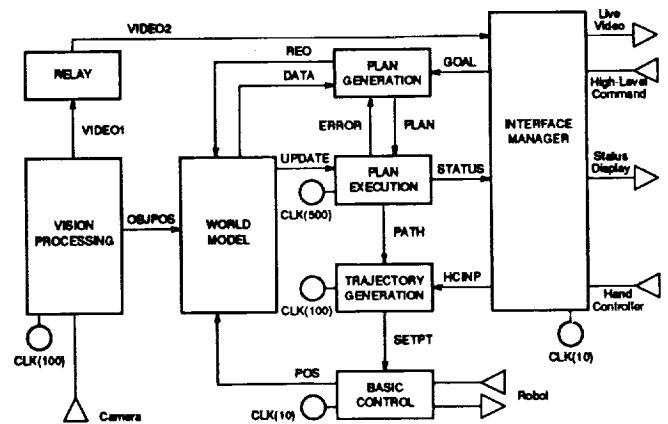 VIDEO2
Live
Video
RELAY
REO
DATA
PLAN
GENERATION
GOAL
High-Level
Command
VIDEO1
ERROR
PLAN
INTERFACE
MANAGER
UPDATE
PLAN
EXECUTION
STATUS
Status
Display
CLK(500)
VISION
PROCESSING
OBJPOS
WORLD
MODEL
PATH
TRAJECTORY
GENERATION
HCINP
Hand
Controller
CLK(100)
CLK(100)
SETPT
CLK(10)
POS
BASIC
CONTROL
CLK(10)
Robot
Camera